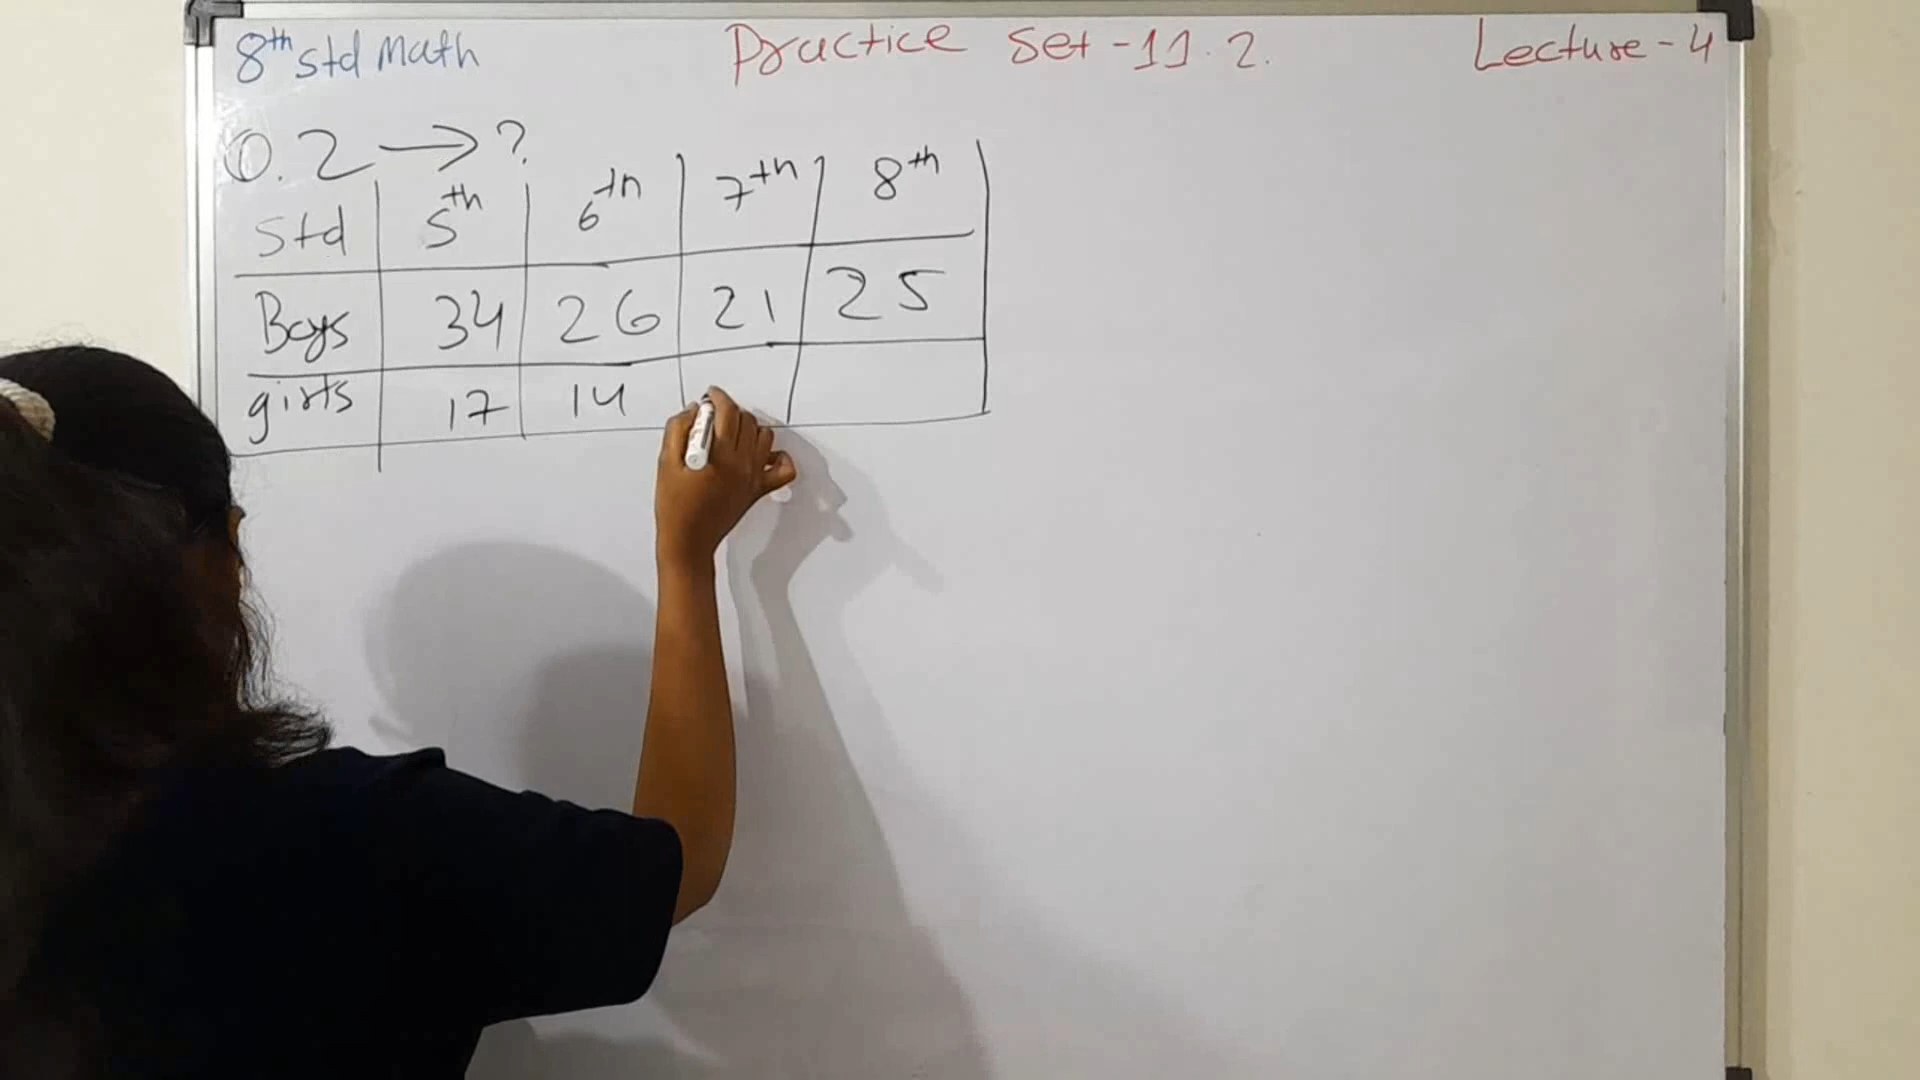 8th std Math Practice Set - 11.2. Lecture - 4
Q. 2 → ?
Std 5th 6th 7th 8th
Boys 34 26 21 25
girls 17 14